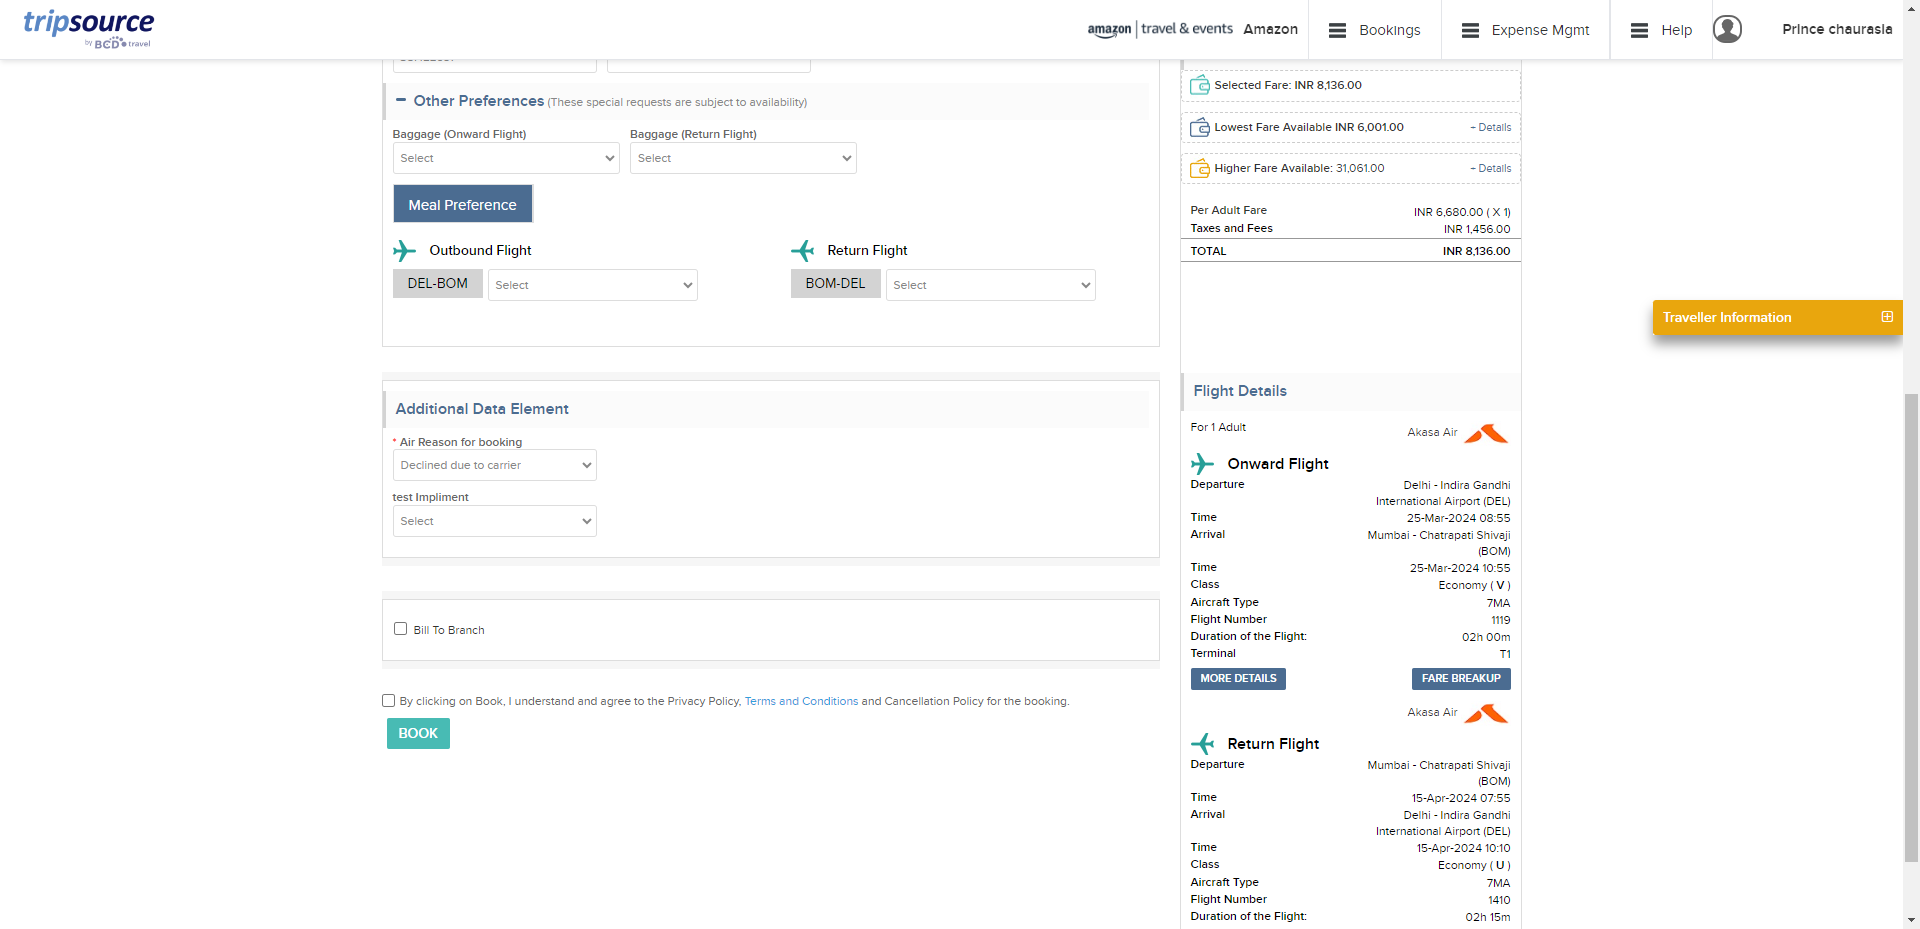 tripsource
by BCD travel
amazon | travel & events Amazon
Bookings
Expense Mgmt
Help
Prince chaurasia
Other Preferences (These special requests are subject to availability)
Baggage (Onward Flight)
Select
Baggage (Return Flight)
Select
Meal Preference
Outbound Flight
DEL-BOM
Select
Return Flight
BOM-DEL
Select
Additional Data Element
* Air Reason for booking
Declined due to carrier
test Impliment
Select
Bill To Branch
By clicking on Book, I understand and agree to the Privacy Policy, Terms and Conditions and Cancellation Policy for the booking.
BOOK
Selected Fare: INR 8,136.00
Lowest Fare Available INR 6,001.00 + Details
Higher Fare Available: 31,061.00 + Details
Per Adult Fare INR 6,680.00 ( X 1)
Taxes and Fees INR 1,456.00
TOTAL INR 8,136.00
Traveller Information
Flight Details
For 1 Adult Akasa Air
Onward Flight
Departure Delhi - Indira Gandhi
International Airport (DEL)
Time 25-Mar-2024 08:55
Arrival Mumbai - Chatrapati Shivaji
(BOM)
Time 25-Mar-2024 10:55
Class Economy ( V )
Aircraft Type 7MA
Flight Number 1119
Duration of the Flight: 02h 00m
Terminal T1
MORE DETAILS FARE BREAKUP
Akasa Air
Return Flight
Departure Mumbai - Chatrapati Shivaji
(BOM)
Time 15-Apr-2024 07:55
Arrival Delhi - Indira Gandhi
International Airport (DEL)
Time 15-Apr-2024 10:10
Class Economy ( U )
Aircraft Type 7MA
Flight Number 1410
Duration of the Flight: 02h 15m